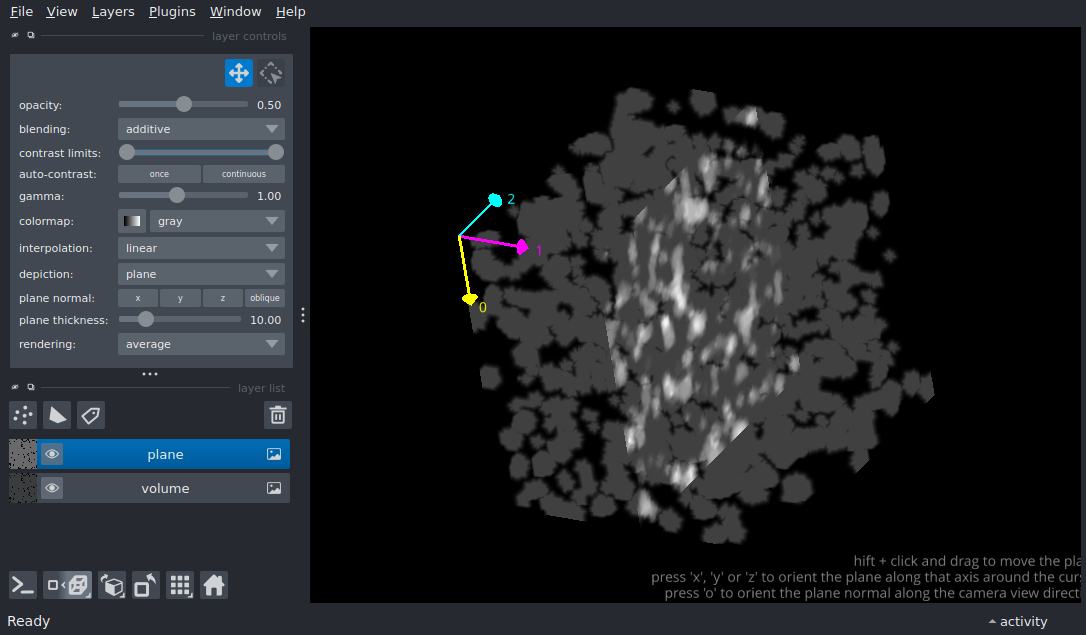 File View Layers Plugins Window Help
layer controls
opacity: 0.50
blending: additive
contrast limits:
auto-contrast: once continuous
gamma: 1.00
colormap: gray
interpolation: linear
depiction: plane
plane normal: x y z oblique
plane thickness: 10.00
rendering: average
layer list
plane
volume
2
1
0
hift + click and drag to move the pla
press 'x', 'y' or 'z' to orient the plane along that axis around the curs
press 'o' to orient the plane normal along the camera view directi
Ready
activity